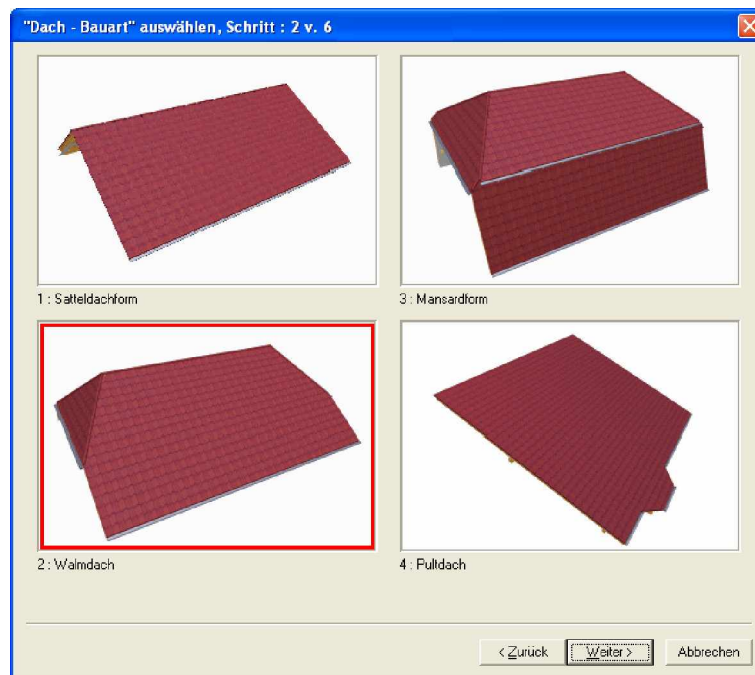 "Dach - Bauart" auswählen, Schritt : 2 v. 6
1 : Satteldachform
3 : Mansardform
2 : Walmdach
4 : Pultdach
< Zurück
Weiter >
Abbrechen